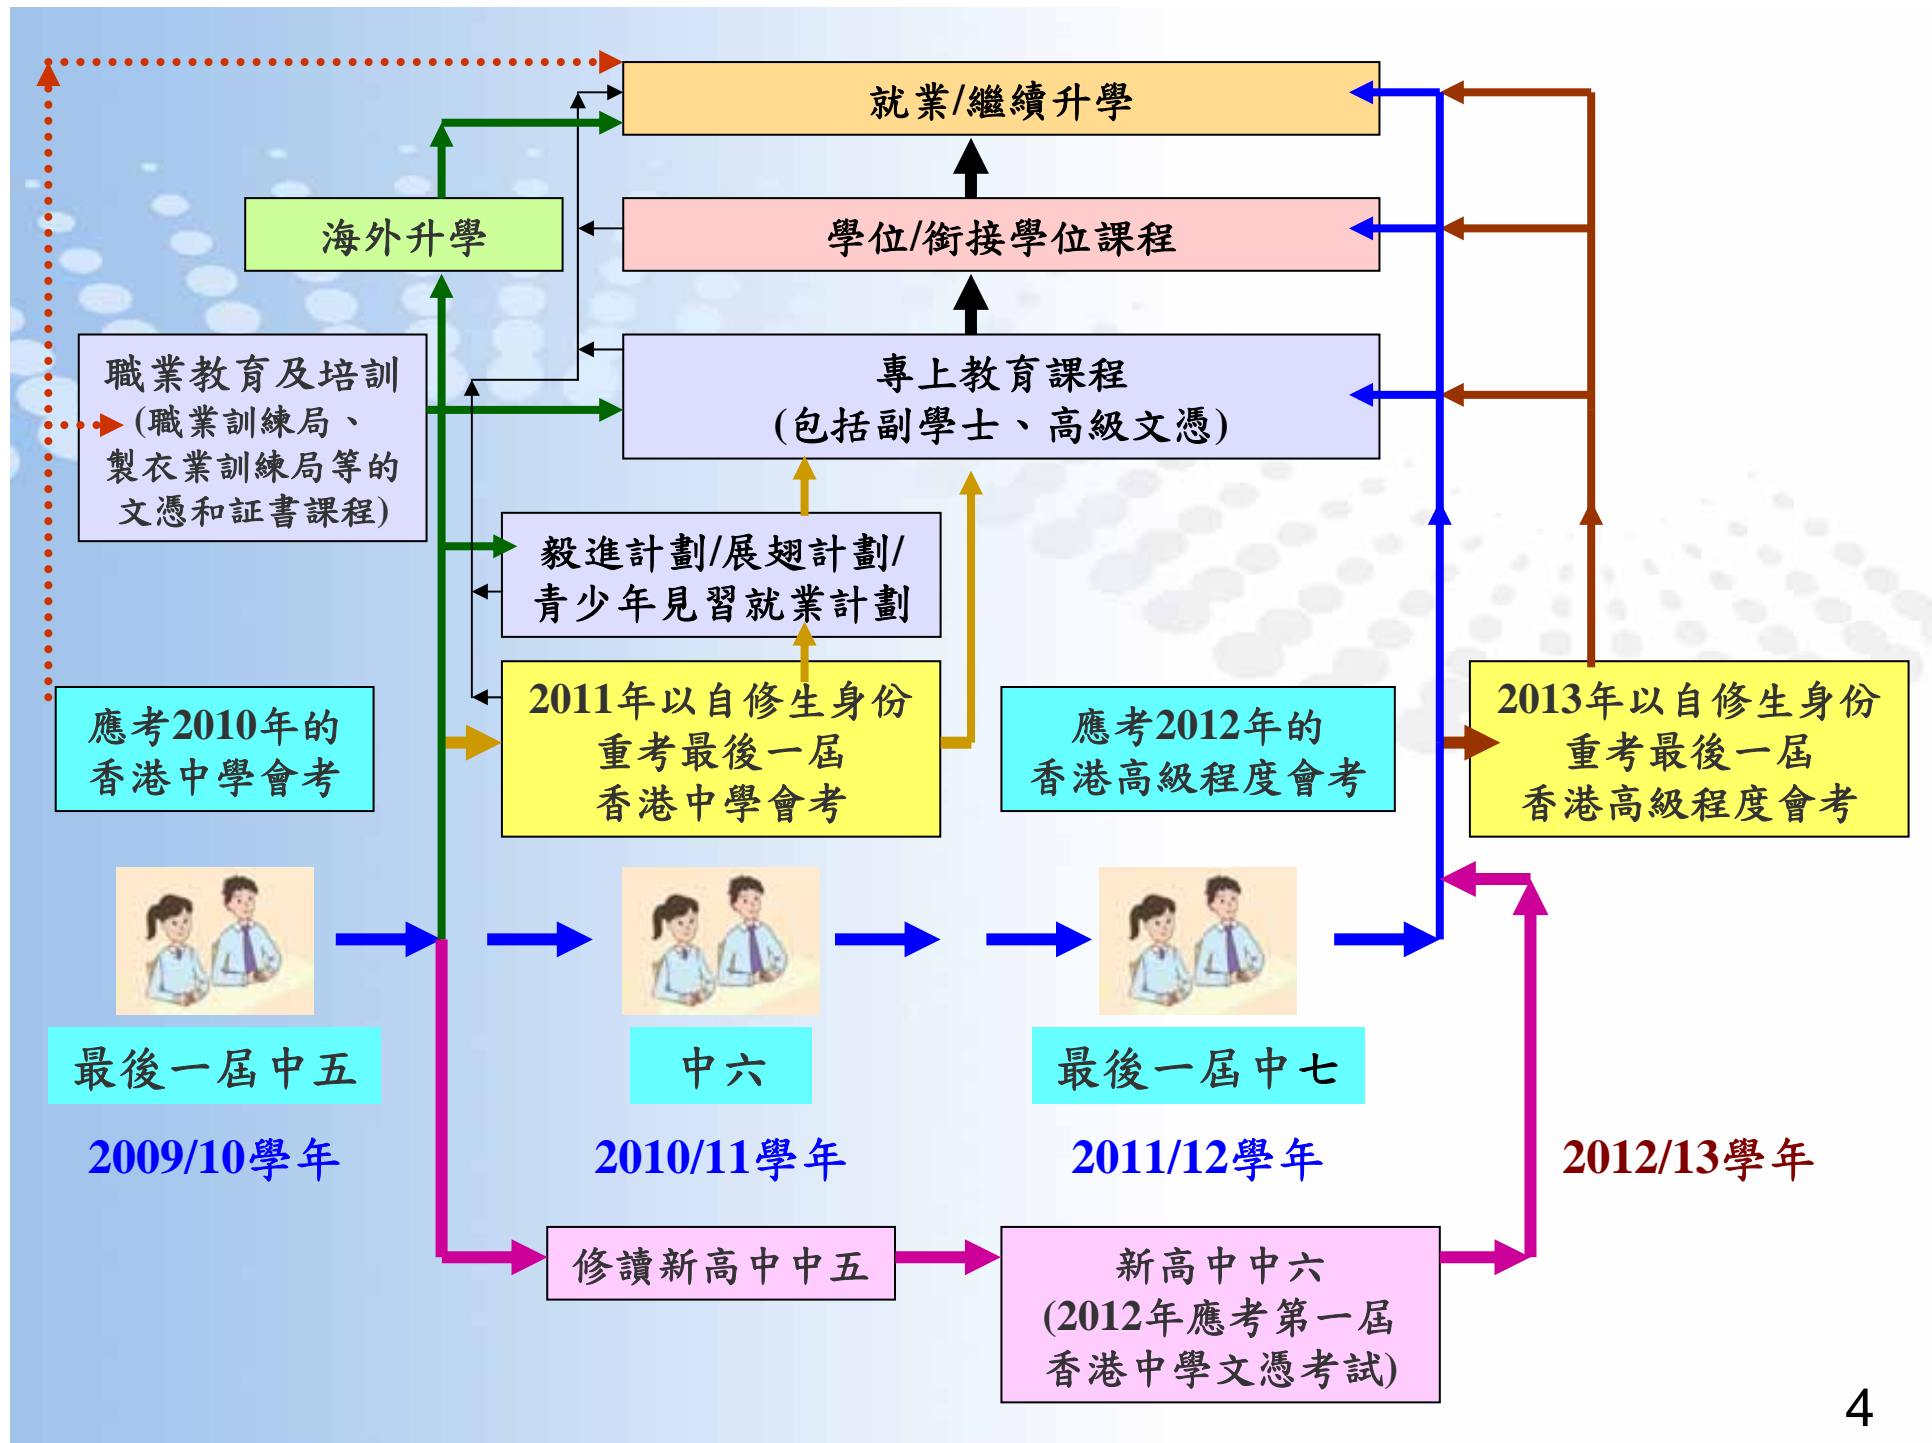 就業/繼續升學
海外升學
學位/銜接學位課程
職業教育及培訓
(職業訓練局、
製衣業訓練局等的
文憑和証書課程)
專上教育課程
(包括副學士、高級文憑)
毅進計劃/展翅計劃/
青少年見習就業計劃
應考2010年的
香港中學會考
2011年以自修生身份
重考最後一屆
香港中學會考
應考2012年的
香港高級程度會考
2013年以自修生身份
重考最後一屆
香港高級程度會考
最後一屆中五
中六
最後一屆中七
2009/10學年
2010/11學年
2011/12學年
2012/13學年
修讀新高中中五
新高中中六
(2012年應考第一屆
香港中學文憑考試)
4